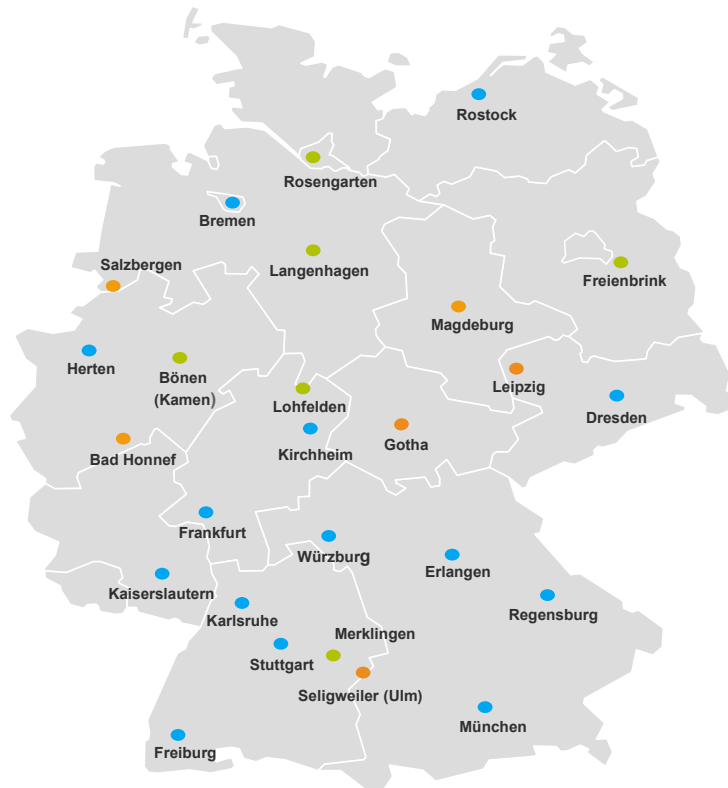 Rostock
Rosengarten
Bremen
Salzbergen
Langenhagen
Freienbrink
Magdeburg
Herten
Bönen
(Kamen)
Leipzig
Lohfelden
Dresden
Kirchheim
Gotha
Bad Honnef
Frankfurt
Würzburg
Erlangen
Kaiserslautern
Regensburg
Karlsruhe
Merklingen
Stuttgart
Seligweiler (Ulm)
München
Freiburg